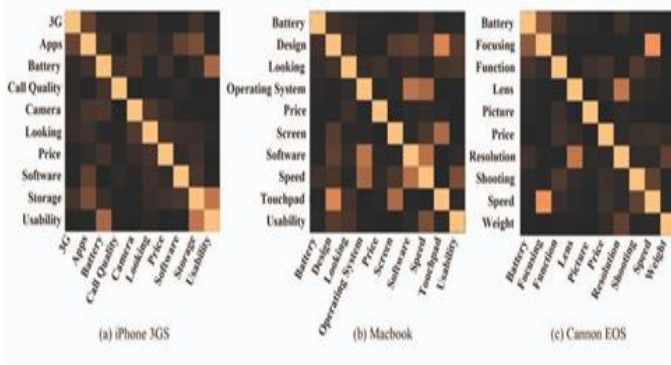 3G
Apps
Battery
Call Quality
Camera
Looking
Price
Software
Storage
Usability
3G
Apps
Battery
Call Quality
Camera
Looking
Price
Software
Storage
Usability
(a) iPhone 3GS
Battery
Design
Looking
Operating System
Price
Screen
Software
Speed
Touchpad
Usability
Battery
Design
Looking
Operating System
Price
Screen
Software
Speed
Touchpad
Usability
(b) Macbook
Battery
Focusing
Function
Lens
Picture
Price
Resolution
Shooting
Speed
Weight
Battery
Focusing
Function
Lens
Picture
Price
Resolution
Shooting
Speed
Weight
(c) Cannon EOS